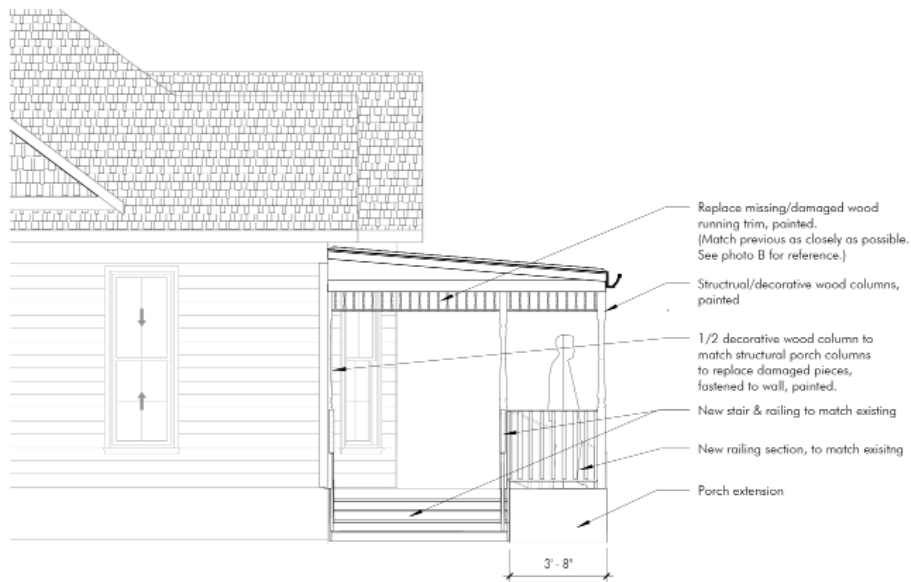 Replace missing/damaged wood
running trim, painted.
(Match previous as closely as possible.
See photo B for reference.)
Structrual/decorative wood columns,
painted
1/2 decorative wood column to
match structural porch columns
to replace damaged pieces,
fastened to wall, painted.
New stair & railing to match existing
New railing section, to match exisitng
Porch extension
3' - 8"